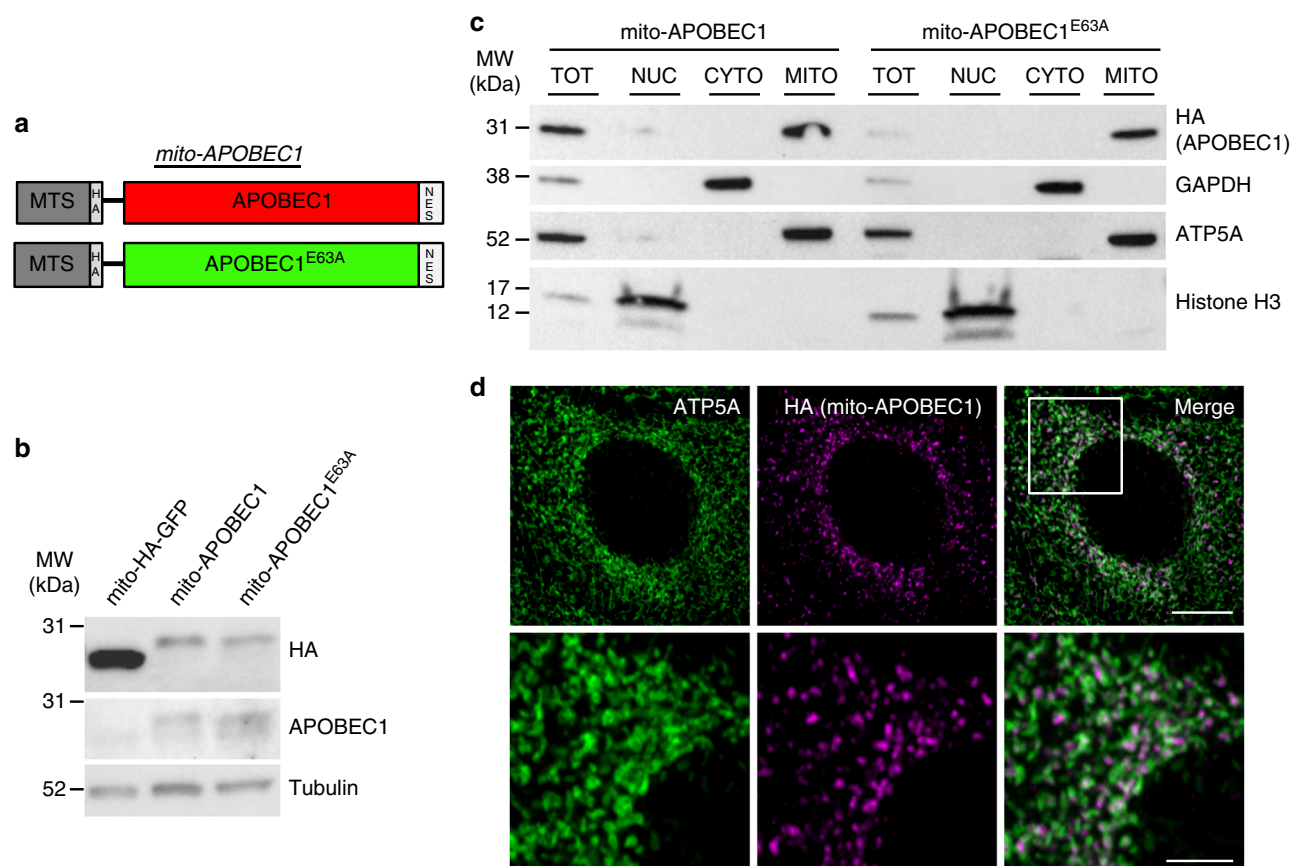 a
mito-APOBEC1
MTS HA APOBEC1 NES
MTS HA APOBEC1E63A NES
b
MW
(kDa)
mito-HA-GFP
mito-APOBEC1
mito-APOBEC1E63A
31
HA
31
APOBEC1
52
Tubulin
c
mito-APOBEC1 mito-APOBEC1E63A
MW
(kDa)
TOT NUC CYTO MITO TOT NUC CYTO MITO
31
HA
(APOBEC1)
38
GAPDH
52
ATP5A
17
12
Histone H3
d
ATP5A
HA (mito-APOBEC1)
Merge